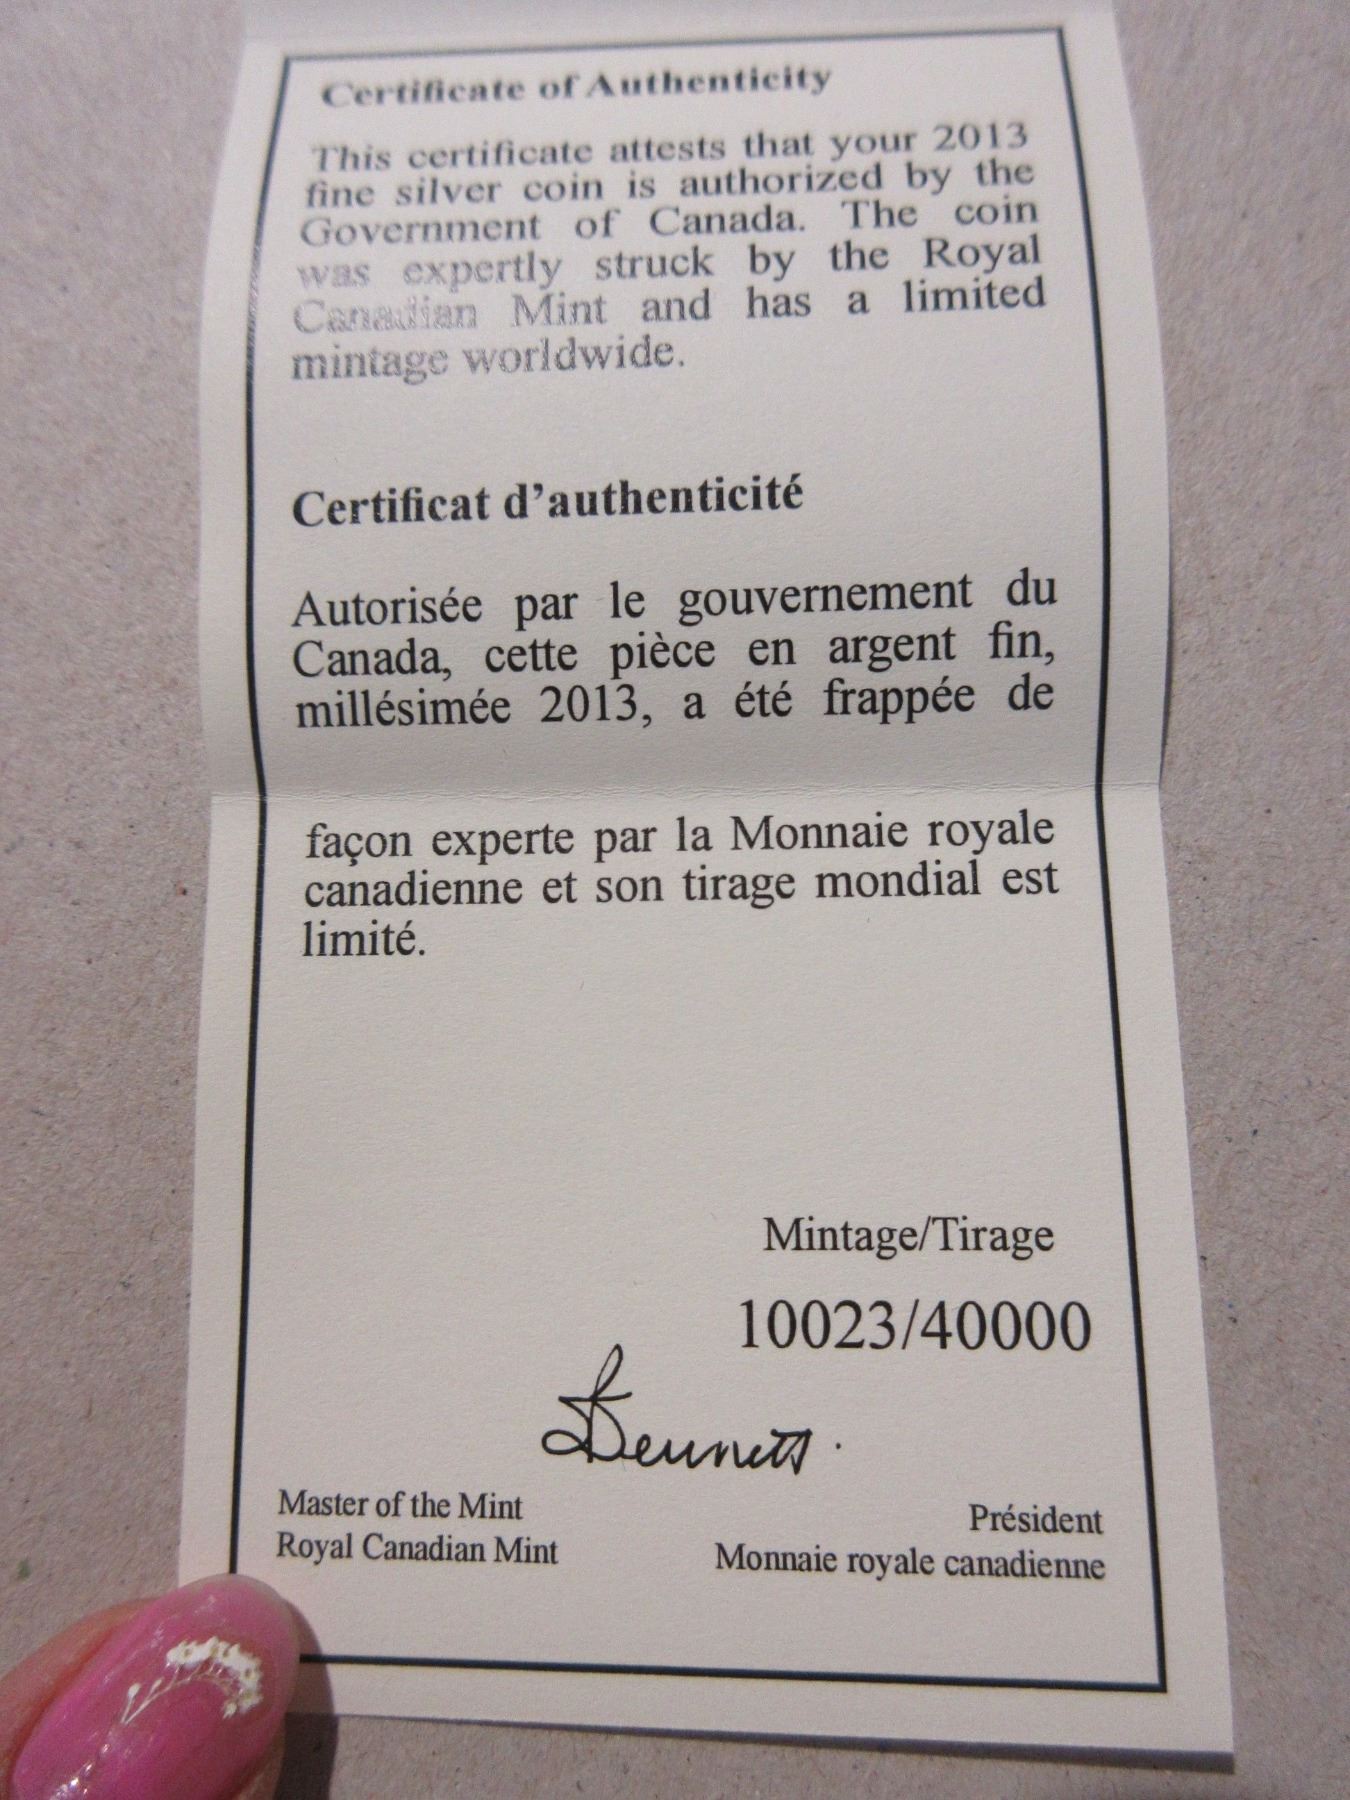 Certificate of Authenticity
This certificate attests that your 2013
fine silver coin is authorized by the
Government of Canada. The coin
was expertly struck by the Royal
Canadian Mint and has a limited
mintage worldwide.
Certificat d'authenticité
Autorisée par le gouvernement du
Canada, cette pièce en argent fin,
millésimée 2013, a été frappée de
façon experte par la Monnaie royale
canadienne et son tirage mondial est
limité.
Mintage/Tirage
10023/40000
Bennett
Master of the Mint
Royal Canadian Mint
Président
Monnaie royale canadienne